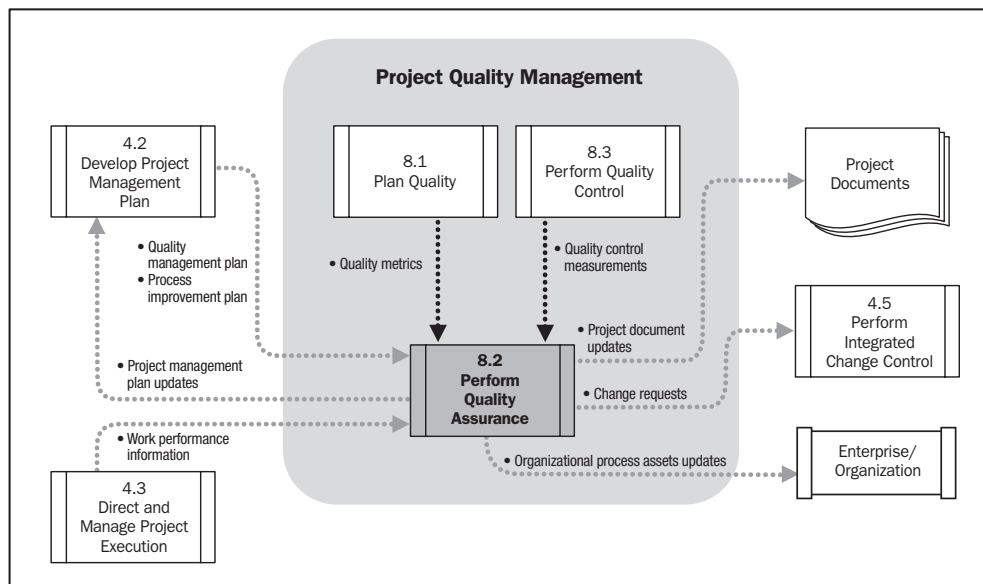 Project Quality Management
4.2
Develop Project
Management
Plan
8.1
Plan Quality
8.3
Perform Quality
Control
Project
Documents
• Quality
management plan
• Process
improvement plan
• Quality metrics
• Quality control
measurements
4.5
Perform
Integrated
Change Control
• Project document
updates
• Project management
plan updates
8.2
Perform
Quality
Assurance
• Change requests
• Work performance
information
• Organizational process assets updates
Enterprise/
Organization
4.3
Direct and
Manage Project
Execution